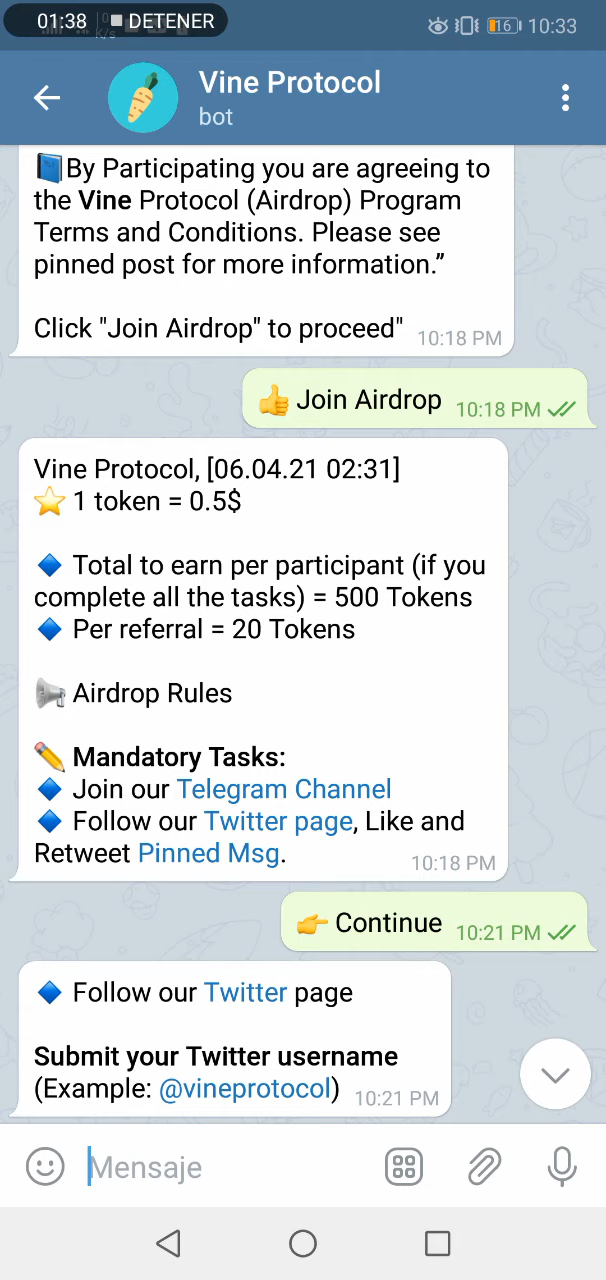 01:38 DETENER
K/s
16 10:33
Vine Protocol
bot
By Participating you are agreeing to
the Vine Protocol (Airdrop) Program
Terms and Conditions. Please see
pinned post for more information.”
Click "Join Airdrop" to proceed" 10:18 PM
Join Airdrop 10:18 PM
Vine Protocol, [06.04.21 02:31]
1 token = 0.5$
Total to earn per participant (if you
complete all the tasks) = 500 Tokens
Per referral = 20 Tokens
Airdrop Rules
Mandatory Tasks:
Join our Telegram Channel
Follow our Twitter page, Like and
Retweet Pinned Msg. 10:18 PM
Continue 10:21 PM
Follow our Twitter page
Submit your Twitter username
(Example: @vineprotocol) 10:21 PM
Mensaje